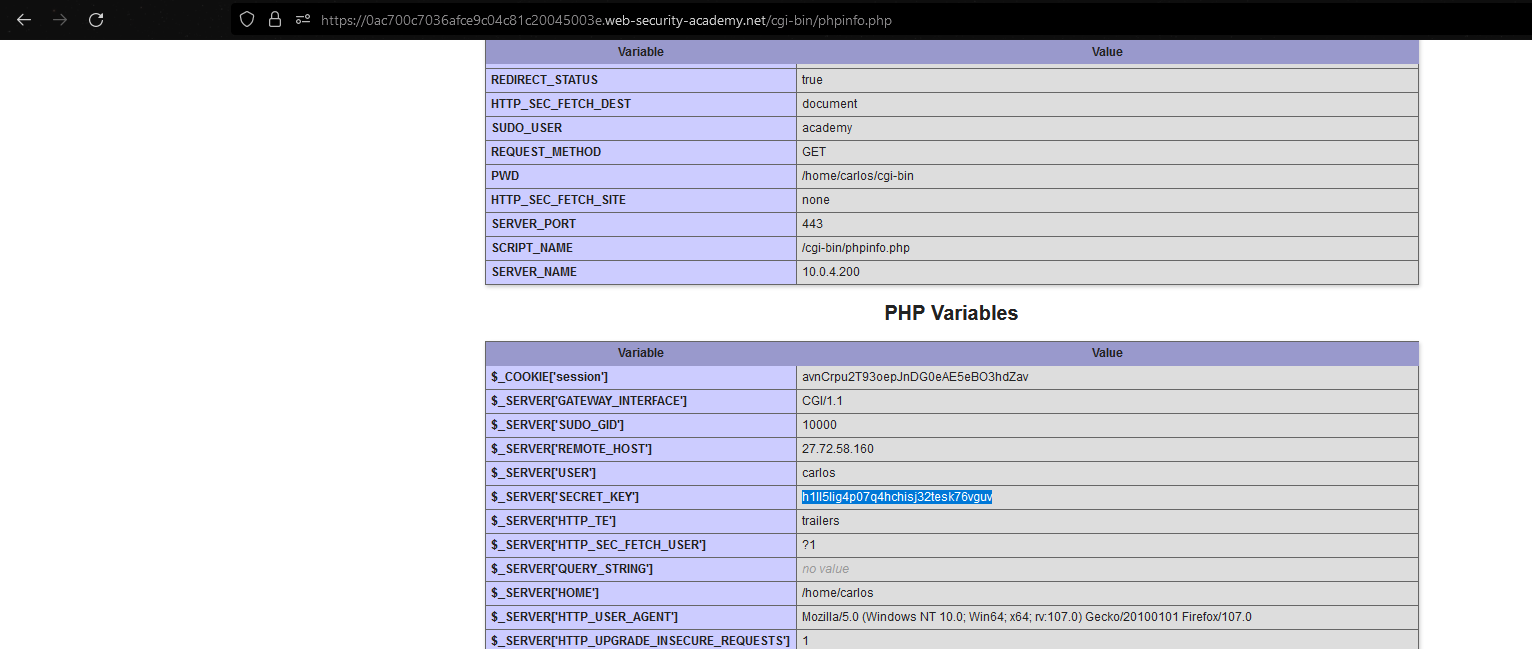 https://0ac700c7036afce9c04c81c20045003e.web-security-academy.net/cgi-bin/phpinfo.php
Variable Value
REDIRECT_STATUS true
HTTP_SEC_FETCH_DEST document
SUDO_USER academy
REQUEST_METHOD GET
PWD /home/carlos/cgi-bin
HTTP_SEC_FETCH_SITE none
SERVER_PORT 443
SCRIPT_NAME /cgi-bin/phpinfo.php
SERVER_NAME 10.0.4.200
PHP Variables
Variable Value
$_COOKIE['session'] avnCrpu2T93oepJnDG0eAE5eBO3hdZav
$_SERVER['GATEWAY_INTERFACE'] CGI/1.1
$_SERVER['SUDO_GID'] 10000
$_SERVER['REMOTE_HOST'] 27.72.58.160
$_SERVER['USER'] carlos
$_SERVER['SECRET_KEY'] h1ll5lig4p07q4hchisj32tesk76vguv
$_SERVER['HTTP_TE'] trailers
$_SERVER['HTTP_SEC_FETCH_USER'] ?1
$_SERVER['QUERY_STRING'] no value
$_SERVER['HOME'] /home/carlos
$_SERVER['HTTP_USER_AGENT'] Mozilla/5.0 (Windows NT 10.0; Win64; x64; rv:107.0) Gecko/20100101 Firefox/107.0
$_SERVER['HTTP_UPGRADE_INSECURE_REQUESTS'] 1